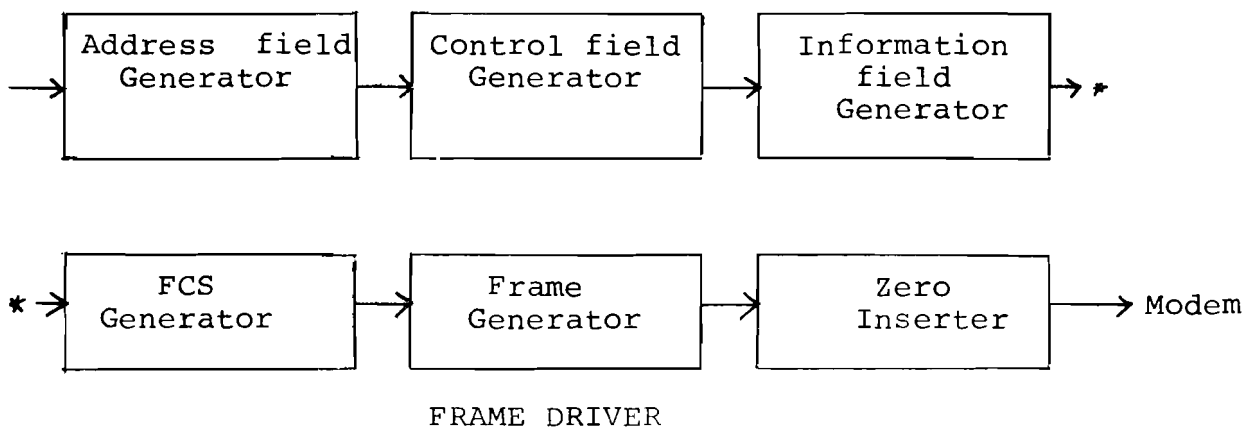 Address field
Generator
Control field
Generator
Information
field
Generator
*
*
FCS
Generator
Frame
Generator
Zero
Inserter
Modem
FRAME DRIVER